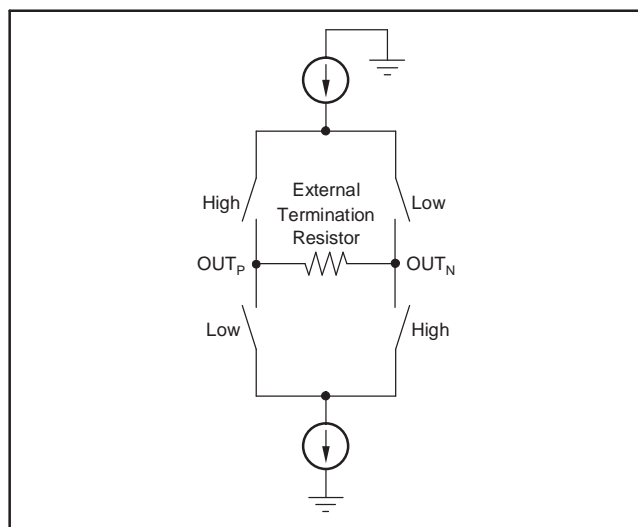 External
Termination
Resistor
High
Low
OUTP
OUTN
Low
High